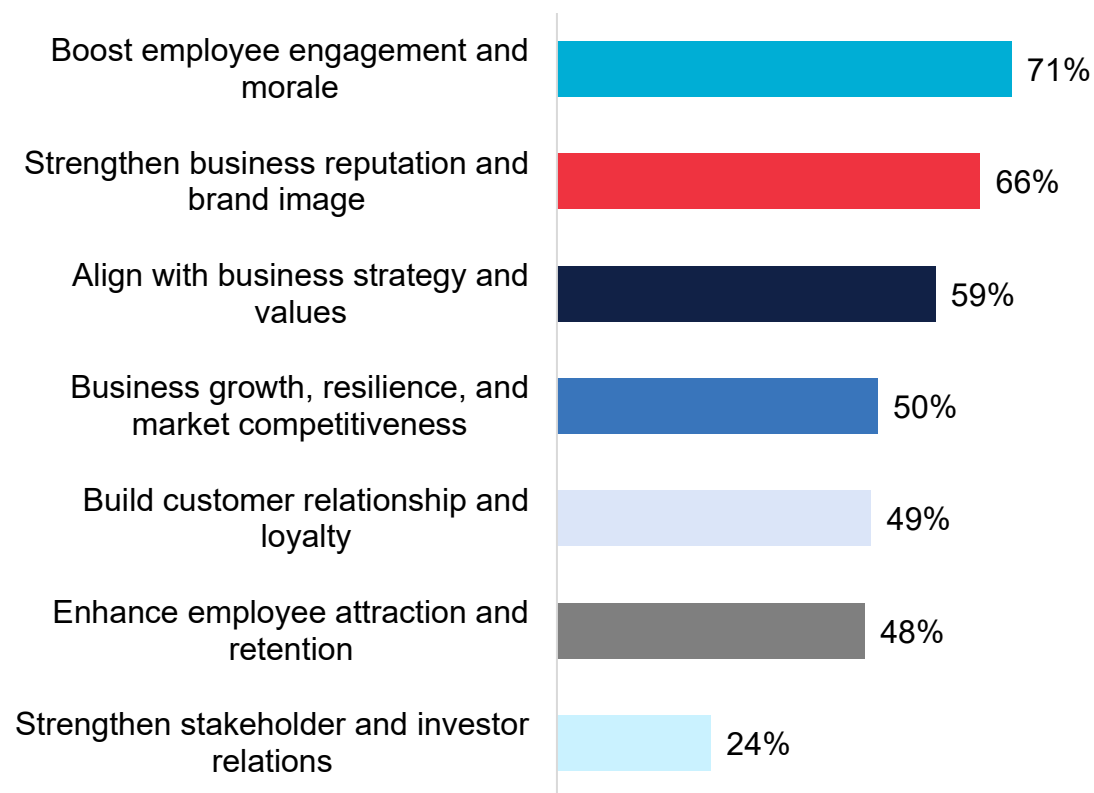 Boost employee engagement and
morale
71%
Strengthen business reputation and
brand image
66%
Align with business strategy and
values
59%
Business growth, resilience, and
market competitiveness
50%
Build customer relationship and
loyalty
49%
Enhance employee attraction and
retention
48%
Strengthen stakeholder and investor
relations
24%